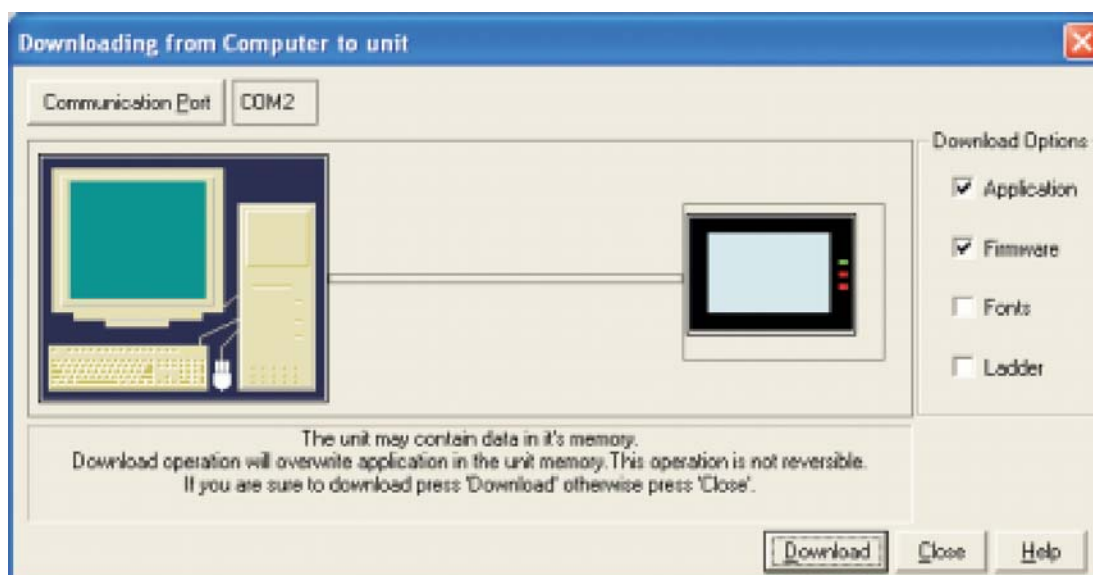 Downloading from Computer to unit
Communication Port
COM2
Download Options
Application
Firmware
Fonts
Ladder
The unit may contain data in it's memory.
Download operation will overwrite application in the unit memory. This operation is not reversible.
If you are sure to download press 'Download' otherwise press 'Close'.
Download
Close
Help